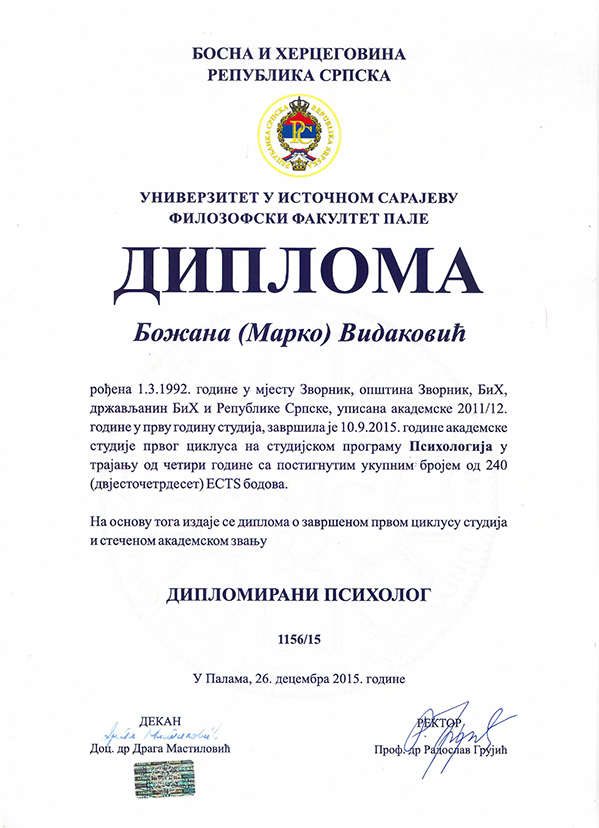 БОСНА И ХЕРЦЕГОВИНА
РЕПУБЛИКА СРПСКА
РЕПУБЛИКА СРПСКА REPUBLIKA SRPSKA
РС
УНИВЕРЗИТЕТ У ИСТОЧНОМ САРАЈЕВУ
ФИЛОЗОФСКИ ФАКУЛТЕТ ПАЛЕ
ДИПЛОМА
Божана (Марко) Видаковић
рођена 1.3.1992. године у мјесту Зворник, општина Зворник, БиХ,
држављанин БиХ и Републике Српске, уписана академске 2011/12.
године у прву годину студија, завршила је 10.9.2015. године академске
студије првог циклуса на студијском програму Психологија у
трајању од четири године са постигнутим укупним бројем од 240
(двјесточетрдесет) ECTS бодова.
На основу тога издаје се диплома о завршеном првом циклусу студија
и стеченом академском звању
ДИПЛОМИРАНИ ПСИХОЛОГ
1156/15
У Палама, 26. децембра 2015. године
ДЕКАН
Доц. др Драга Мастиловић
РЕКТОР
Проф. др Радослав Грујић